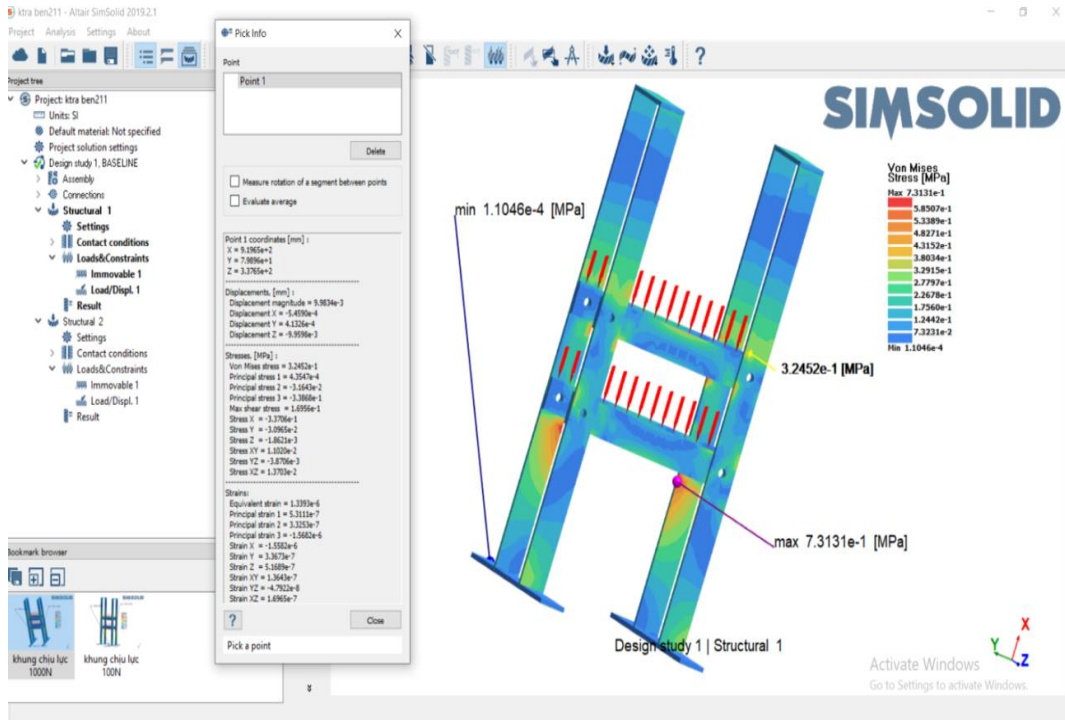 ktra ben211 - Altair SimSolid 2019.2.1
Project Analysis Settings About
Project tree
Project: ktra ben211
Units: SI
Default material: Not specified
Project solution settings
Design study 1, BASELINE
Assembly
Connections
Structural 1
Settings
Contact conditions
Loads&Constraints
Immovable 1
Load/Displ. 1
Result
Structural 2
Settings
Contact conditions
Loads&Constraints
Immovable 1
Load/Displ. 1
Result
Bookmark browser
khung chịu lực 1000N
khung chịu lực 1000N
Pick Info
Point
Point 1
Delete
Measure rotation of a segment between points
Evaluate average
Point 1 coordinates [mm] :
X = 9.1965e+2
Y = 7.9896e+1
Z = 3.3765e+2
Displacements, [mm] :
Displacement magnitude = 9.9834e-3
Displacement X = -5.4590e-4
Displacement Y = 4.1326e-4
Displacement Z = -9.9598e-3
Stresses, [MPa] :
Von Mises stress = 3.2452e-1
Principal stress 1 = 4.3547e-4
Principal stress 2 = -3.1643e-2
Principal stress 3 = -3.3868e-1
Max shear stress = 1.6956e-1
Stress X = -3.3706e-1
Stress Y = -3.0965e-2
Stress Z = -1.8621e-3
Stress XY = 1.1020e-2
Stress YZ = -3.8706e-3
Stress XZ = 1.3703e-2
Strains:
Equivalent strain = 1.3393e-6
Principal strain 1 = 5.3111e-7
Principal strain 2 = 3.3253e-7
Principal strain 3 = -1.5682e-6
Strain X = -1.5582e-6
Strain Y = 3.3673e-7
Strain Z = 5.1689e-7
Strain XY = 1.3643e-7
Strain YZ = -4.7922e-8
Strain XZ = 1.6965e-7
?
Close
Pick a point
?
SIMSOLID
Von Mises
Stress [MPa]
Max 7.3131e-1
5.8507e-1
5.3389e-1
4.8271e-1
4.3152e-1
3.8034e-1
3.2915e-1
2.7797e-1
2.2678e-1
1.7560e-1
1.2442e-1
7.3231e-2
Min 1.1046e-4
min 1.1046e-4 [MPa]
3.2452e-1 [MPa]
max 7.3131e-1 [MPa]
Design study 1 | Structural 1
X
Y
Z
Activate Windows
Go to Settings to activate Windows.